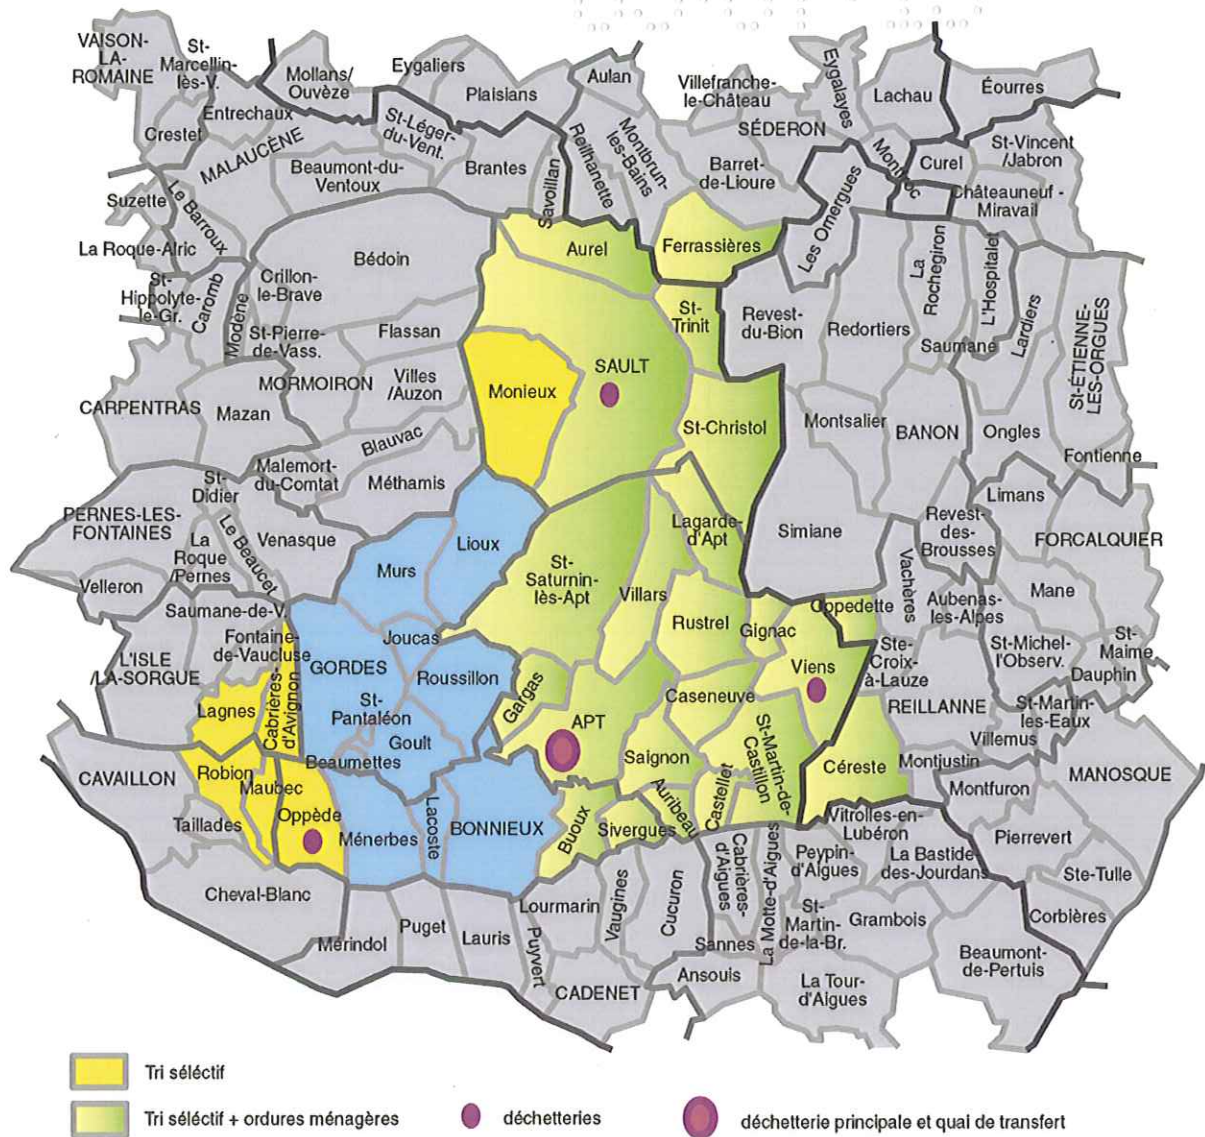 VAISON-
LA-
ROMAINE
St-
Marcellin-
lès-V.
Mollans/
Ouvèze
Eygaliers
Plaisians
Aulan
Villefranche-
le-Château
Eygalayes
Lachau
Éourres
Crestet
Entrechaux
St-Léger-
du-Vent.
Reilhanette
Montbrun-
les-Bains
SÉDERON
Montfroc
Curel
St-Vincent
/Jabron
MALAUCÈNE
Beaumont-du-
Ventoux
Brantes
Savoillan
Barret-
de-Lioure
Les Omergues
Châteauneuf -
Miravail
Suzette
Le Barroux
La Roque-Alric
Bédoin
Aurel
Ferrassières
La
Rochegiron
L'Hospitalet
St-
Hippolyte-
le-Gr.
Caromb
Modène
Crillon-
le-Brave
Flassan
St-
Trinit
Revest-
du-Bion
Redortiers
Saumane
Lardiers
ST-ÉTIENNE-
LES-ORGUES
St-Pierre-
de-Vass.
MORMOIRON
Villes
/Auzon
Monieux
SAULT
CARPENTRAS
Mazan
Blauvac
St-Christol
Montsalier
BANON
Ongles
Fontienne
Malemort-
du-Comtat
Méthamis
St-
Didier
Limans
PERNES-LES-
FONTAINES
La
Roque
/Pernes
Le Beaucet
Venasque
Lioux
Murs
Lagarde-
d'Apt
Simiane
Revest-
des-
Brousses
FORCALQUIER
Velleron
St-
Saturnin-
lès-Apt
Villars
Vachères
Mane
Aubenas-
les-Alpes
Saumane-de-V.
Joucas
Rustrel
Gignac
Oppedette
Fontaine-
de-Vaucluse
L'ISLE
/LA-SORGUE
GORDES
Roussillon
Gargas
Caseneuve
Viens
Ste-
Croix-
à-Lauze
St-Michel-
l'Observ.
St-
Maime
Dauphin
Lagnes
Cabrières-
d'Avignon
St-
Pantaléon
Goult
APT
REILLANNE
St-Martin-
les-Eaux
Villemus
CAVAILLON
Robion
Maubec
Beaumettes
Saignon
St-Martin-de-
Castillon
Céreste
Montjustin
MANOSQUE
Oppède
Taillades
Ménerbes
Lacoste
BONNIEUX
Buoux
Sivergues
Auribeau
Castellet
Montfuron
Vitrolles-en-
Lubéron
Pierrevert
Cheval-Blanc
Cabrières-
d'Aigues
La Motte-d'Aigues
Peypin-
d'Aigues
La Bastide-
des-Jourdans
Ste-Tulle
Mérindol
Puget
Lauris
Puyvert
Lourmarin
Vaugines
Cucuron
Sannes
St-
Martin-
de-la-Br.
Grambois
Corbières
CADENET
Ansouis
La Tour-
d'Aigues
Beaumont-
de-Pertuis
Tri séléctif
Tri séléctif + ordures ménagères
déchetteries
déchetterie principale et quai de transfert